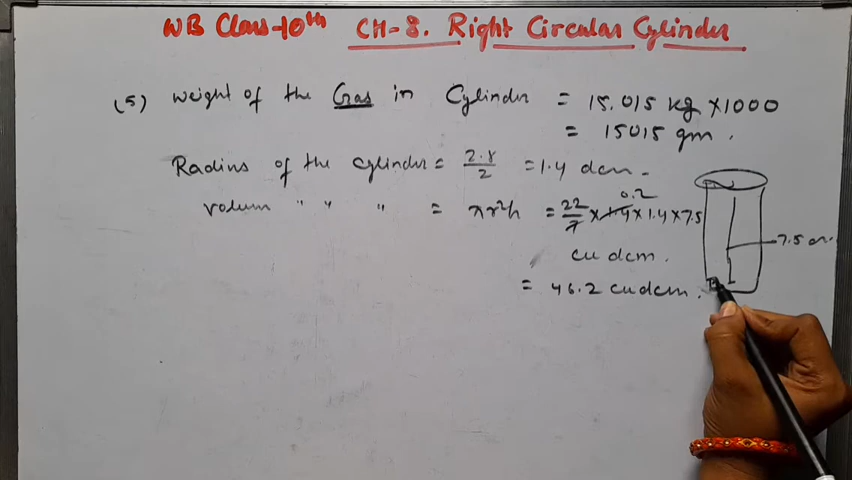 WB Class-10th CH-8. Right Circular Cylinder
(5) Weight of the Gas in Cylinder = 15.015 kg ×1000
= 15015 gm.
Radius of the cylinder = 2.8/2 = 1.4 dcm.
volum " " " = πr²h = 22/7 × 1.4 × 1.4 × 7.5
0.2
cu dcm.
= 46.2 cu dcm.
7.5